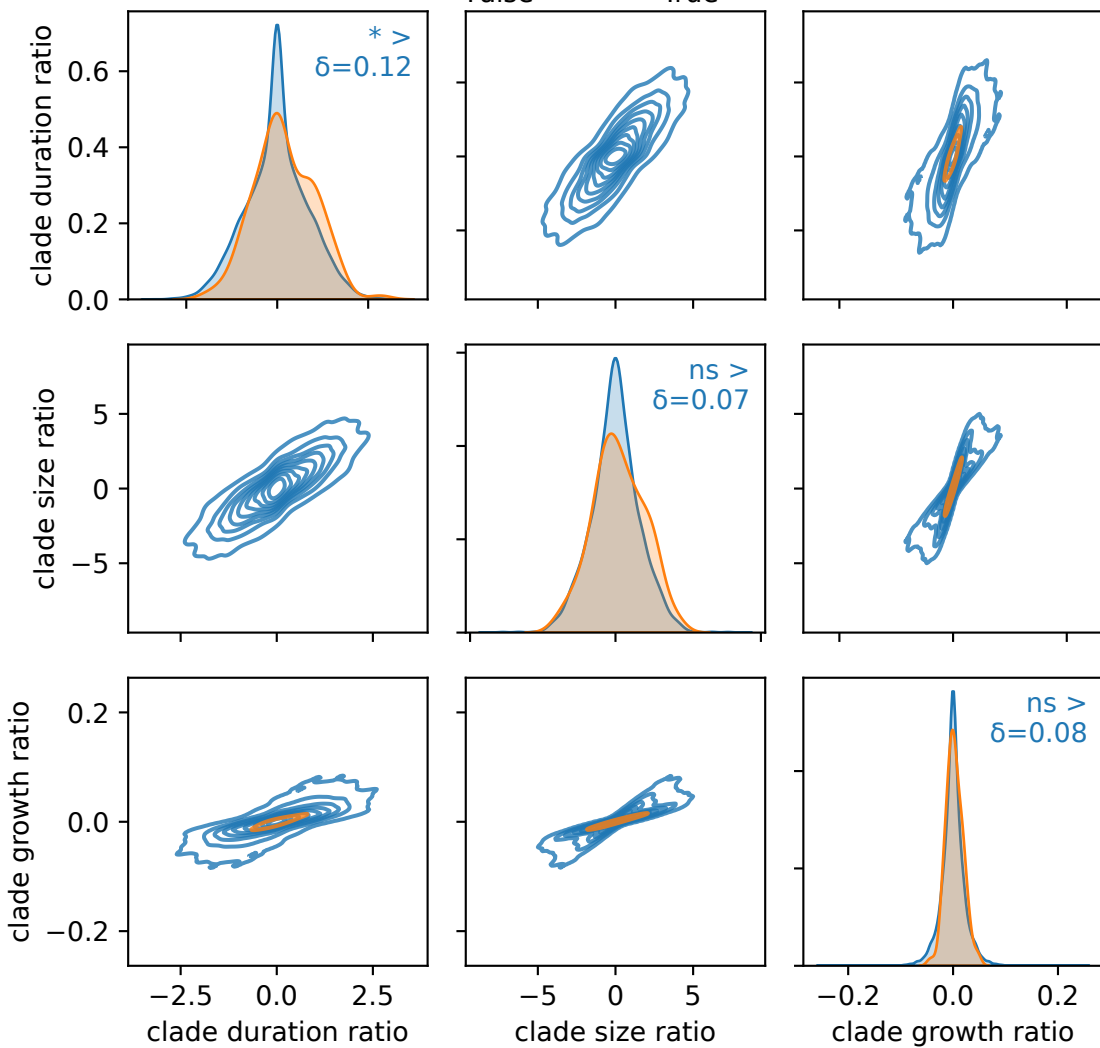 True
clade duration ratio
0.6
0.4
0.2
0.0
* >
δ=0.12
clade size ratio
5
0
−5
ns >
δ=0.07
clade growth ratio
0.2
0.0
−0.2
ns >
δ=0.08
−2.5 0.0 2.5
−5 0 5
−0.2 0.0 0.2
clade duration ratio
clade size ratio
clade growth ratio